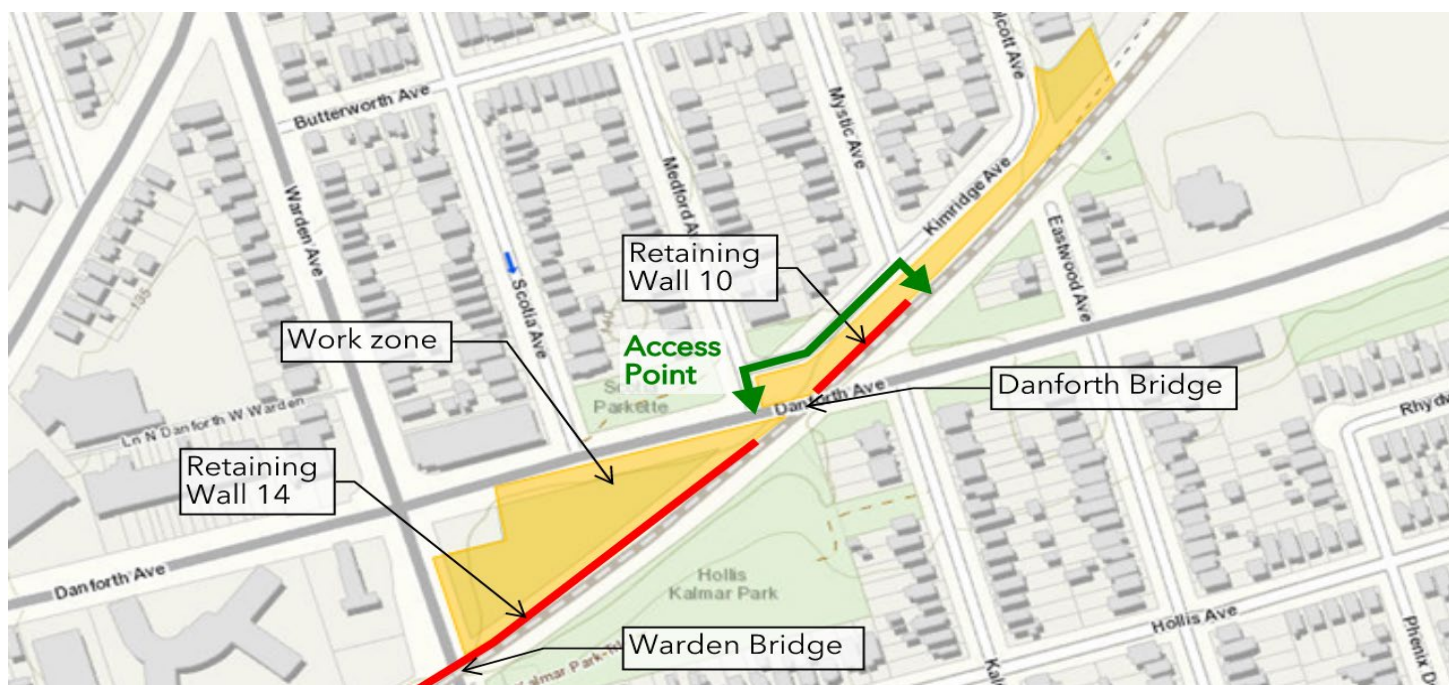 Butterworth Ave
Warden Ave
Scotia Ave
Mystic Ave
Kimridge Ave
Eastwood Ave
Retaining
Wall 10
Work zone
Access
Point
Parkette
Danforth Ave
Danforth Bridge
Ln N Danforth W Warden
135
Retaining
Wall 14
Danforth Ave
Hollis
Kalmar Park
Hollis Ave
Warden Bridge